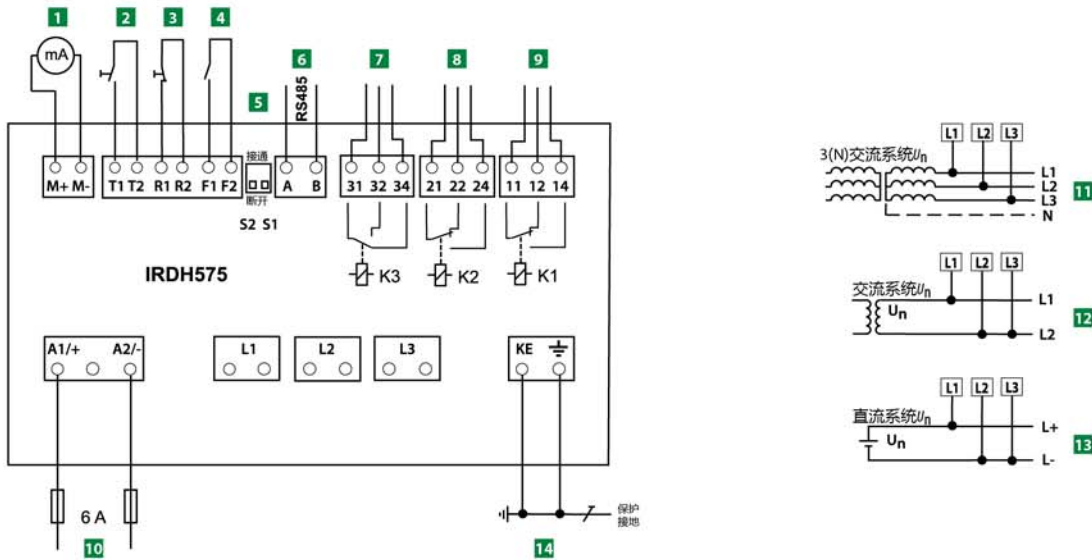 1 2 3 4 5 6 7 8 9
mA
RS485
M+ M-
T1 T2 R1 R2 F1 F2
接通
断开
S2 S1
A B
31 32 34
21 22 24
11 12 14
IRDH575
K3
K2
K1
A1/+ A2/-
L1
L2
L3
KE
6 A
10
14
保护
接地
3(N)交流系统Un
L1 L2 L3
L1
L2
L3
N
11
交流系统Un
Un
L1 L2 L3
L1
L2
12
直流系统Un
Un
L1 L2 L3
L+
L-
13